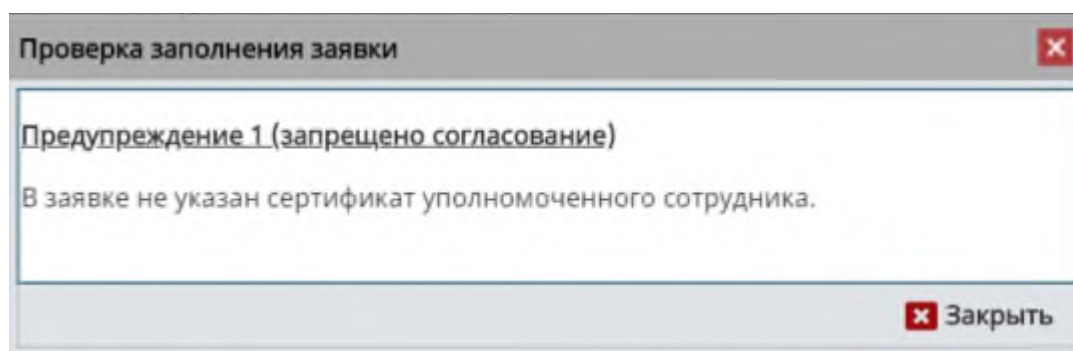 Проверка заполнения заявки
Предупреждение 1 (запрещено согласование)
В заявке не указан сертификат уполномоченного сотрудника.
Закрыть